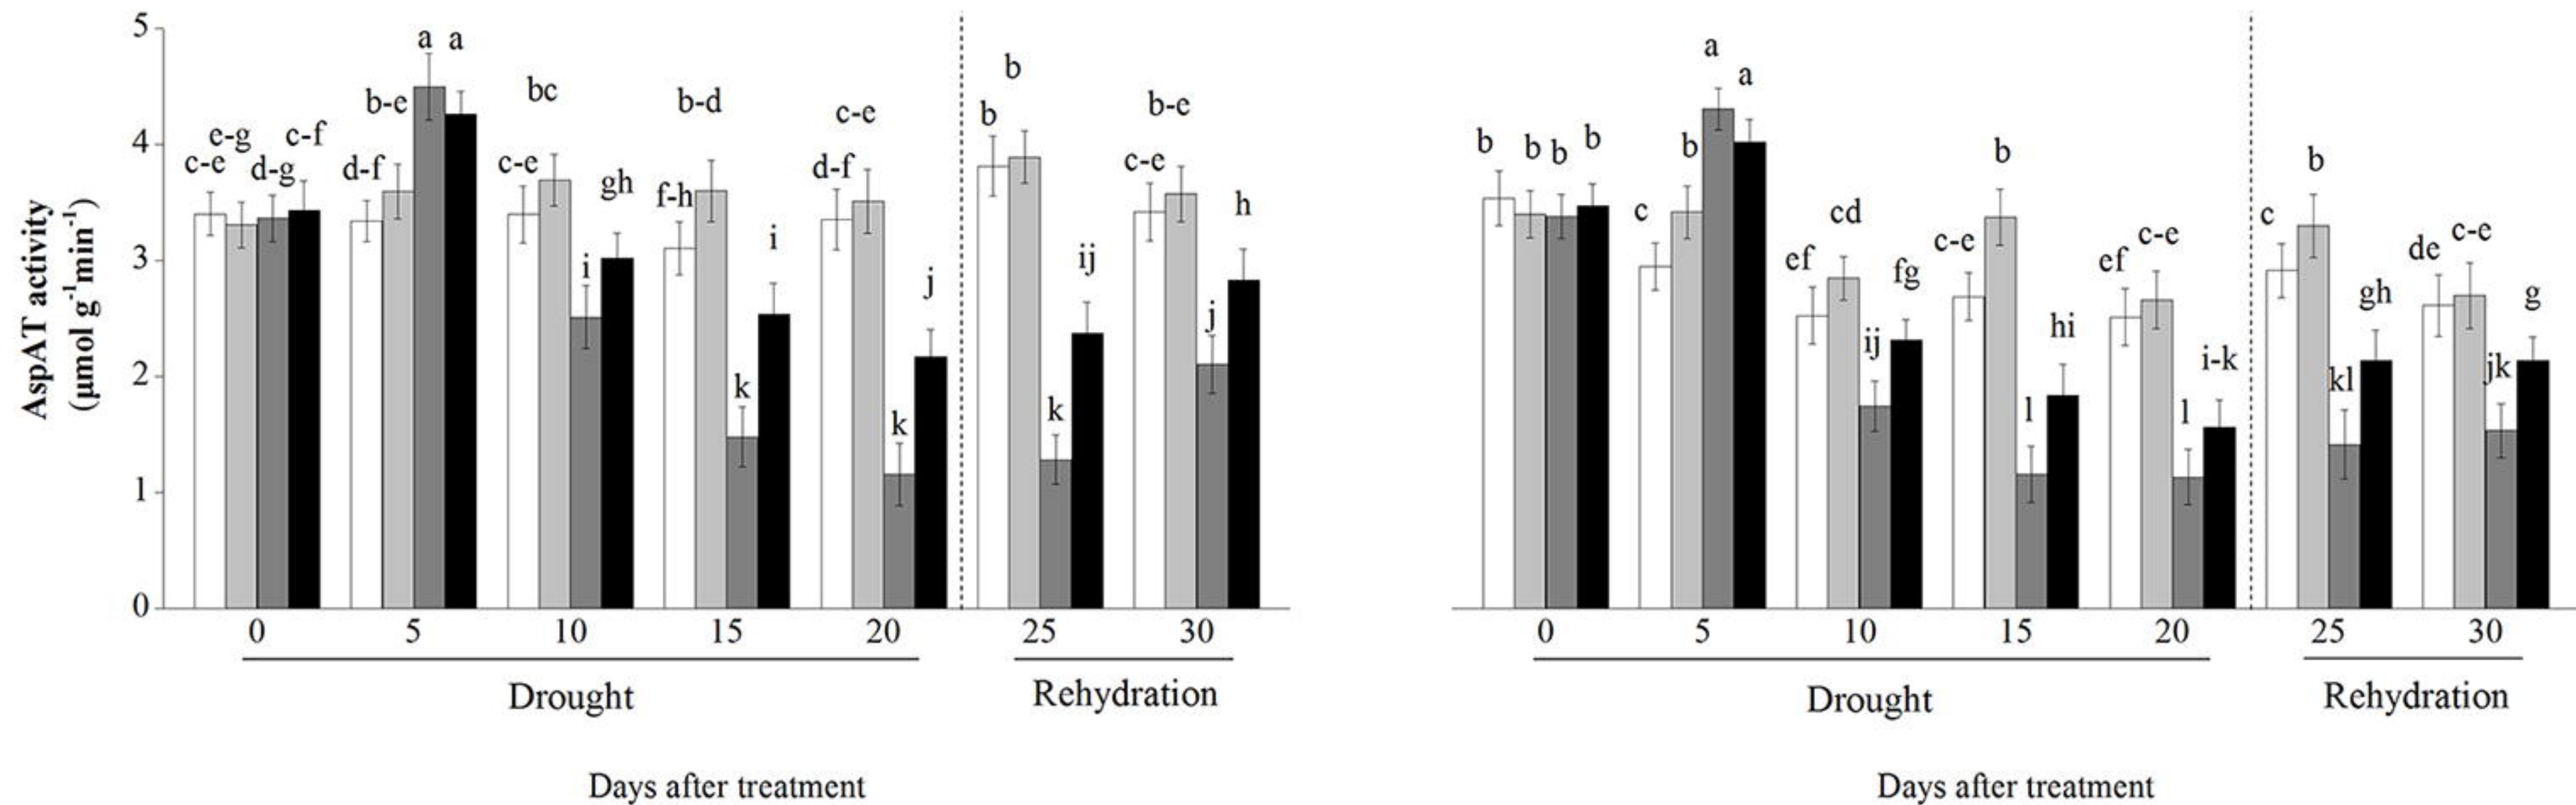 AspAT activity
(µmol g-1min-1)
5
4
3
2
1
0
c-e
e-g
d-g
c-f
d-f
b-e
a
a
c-e
bc
i
gh
f-h
b-d
k
i
d-f
c-e
k
j
b
b
k
ij
c-e
b-e
j
h
0 5 10 15 20 25 30
Drought Rehydration
Days after treatment
b
b
b
b
c
b
a
a
ef
cd
ij
fg
c-e
b
l
hi
ef
c-e
l
i-k
c
b
kl
gh
de
c-e
jk
g
0 5 10 15 20 25 30
Drought Rehydration
Days after treatment